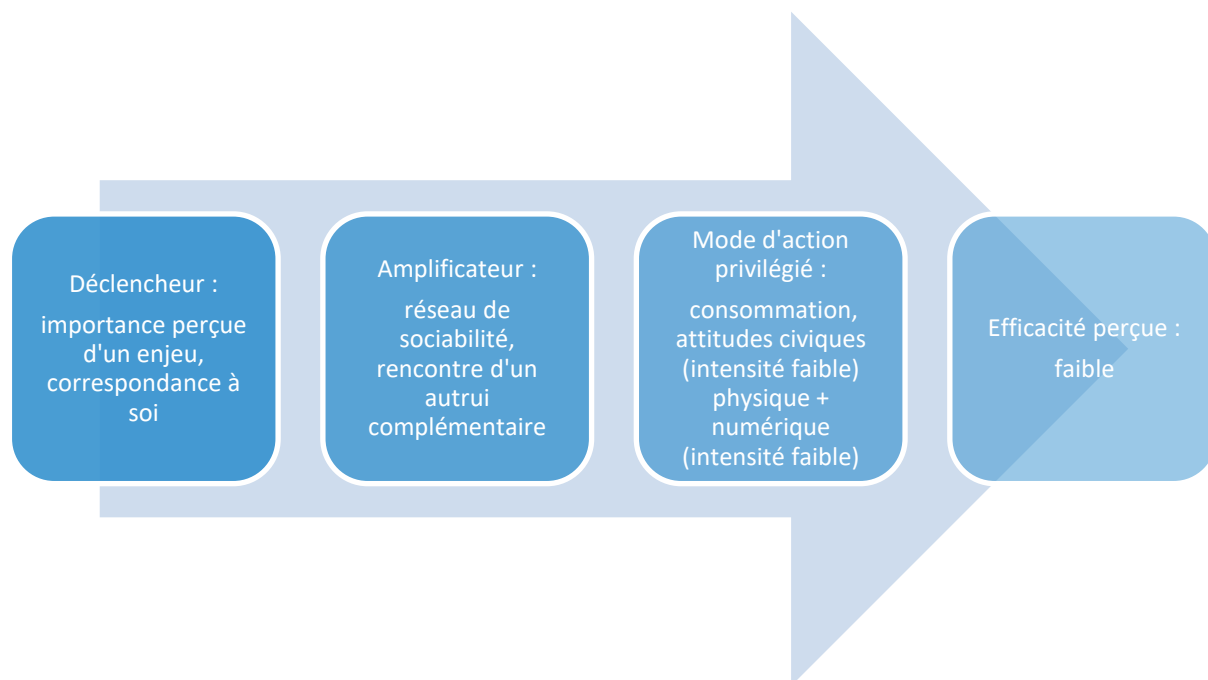 Déclencheur :
importance perçue
d'un enjeu,
correspondance à
soi
Amplificateur :
réseau de
sociabilité,
rencontre d'un
autrui
complémentaire
Mode d'action
privilégié :
consommation,
attitudes civiques
(intensité faible)
physique +
numérique
(intensité faible)
Efficacité perçue :
faible